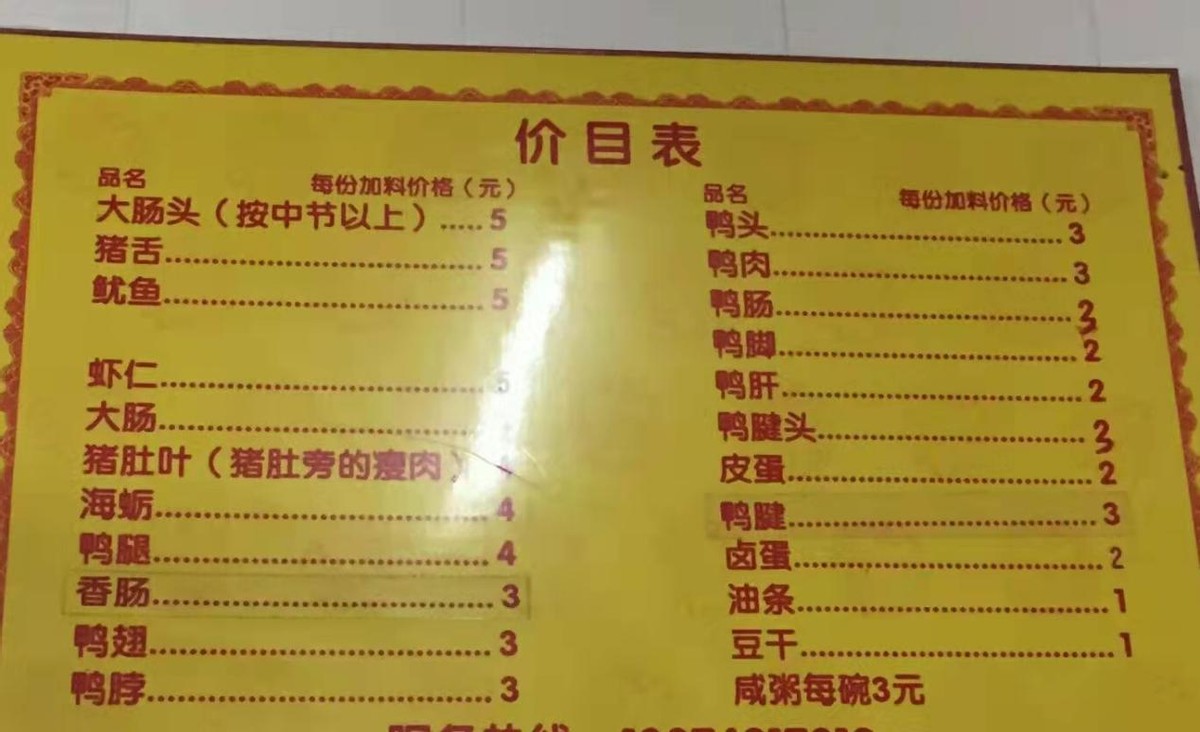 价目表
品名 每份加料价格（元）
大肠头（按中节以上）.....5
猪舌................................5
鱿鱼................................5
虾仁................................5
大肠................................
猪肚叶（猪肚旁的瘦肉）
海蛎................................4
鸭腿................................4
香肠................................3
鸭翅................................3
鸭脖................................3
品名 每份加料价格（元）
鸭头................................3
鸭肉................................3
鸭肠................................3
鸭脚................................2
鸭肝................................2
鸭腱头................................3
皮蛋................................2
鸭腱................................3
卤蛋................................2
油条................................1
豆干................................1
咸粥每碗3元